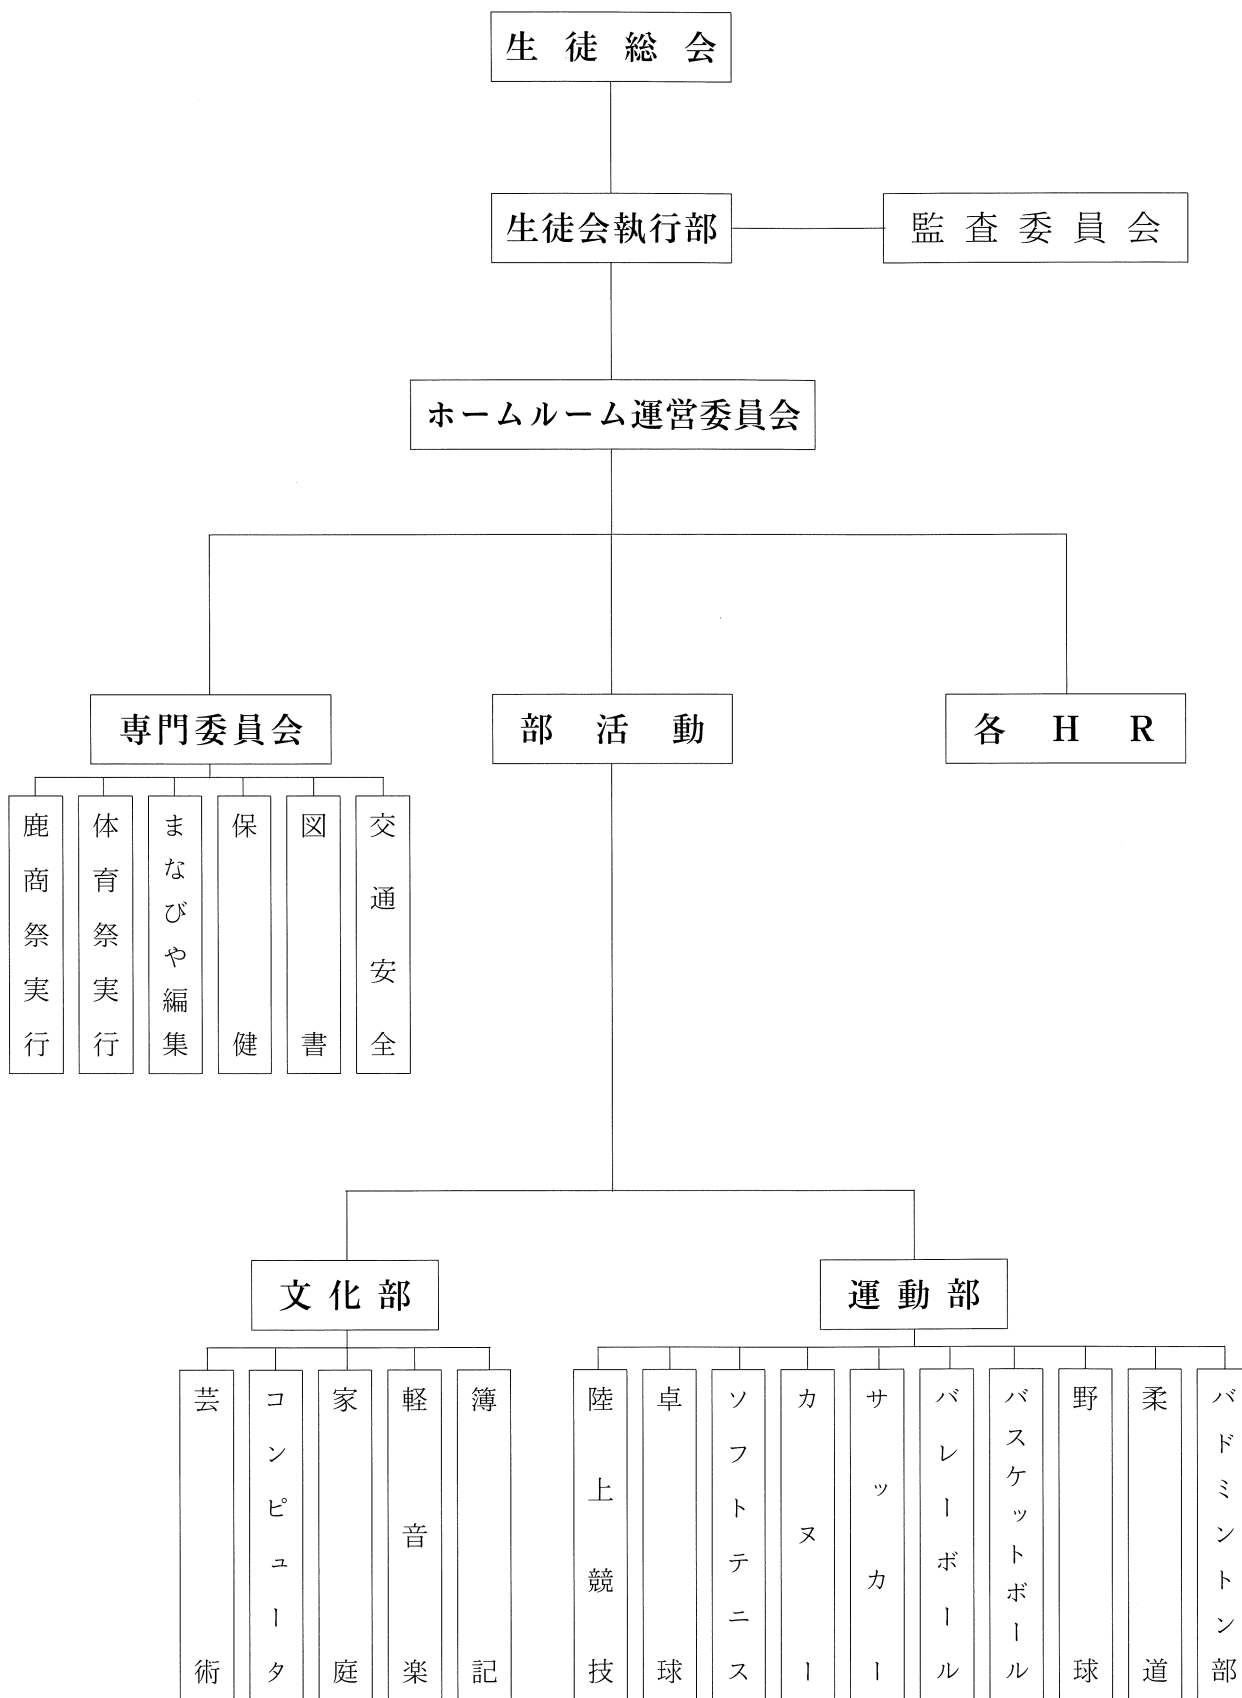 生徒総会
生徒会執行部
監査委員会
ホームルーム運営委員会
専門委員会
部活動
各HR
鹿商祭実行
体育祭実行
まなびや編集
保健
図書
交通安全
文化部
運動部
芸術
コンピュータ
家庭
軽音楽
簿記
陸上競技
卓球
ソフトテニス
カヌー
サッカー
バレーボール
バスケットボール
野球
柔道
バドミントン部